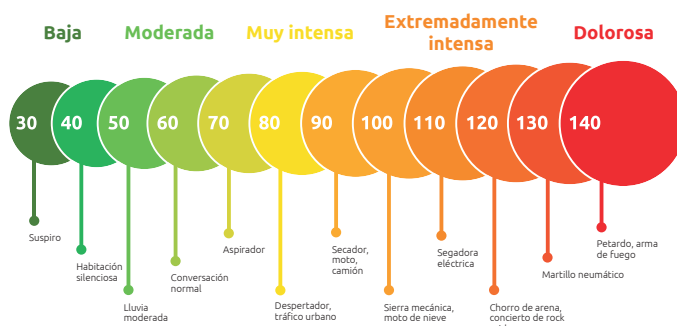 Baja
Moderada
Muy intensa
Extremadamente
intensa
Dolorosa
30
40
50
60
70
80
90
100
110
120
130
140
Suspiro
Habitación
silenciosa
Lluvia
moderada
Conversación
normal
Aspirador
Despertador,
tráfico urbano
Secador,
moto,
camión
Sierra mecánica,
moto de nieve
Segadora
eléctrica
Chorro de arena,
concierto de rock
Martillo neumático
Petardo, arma
de fuego